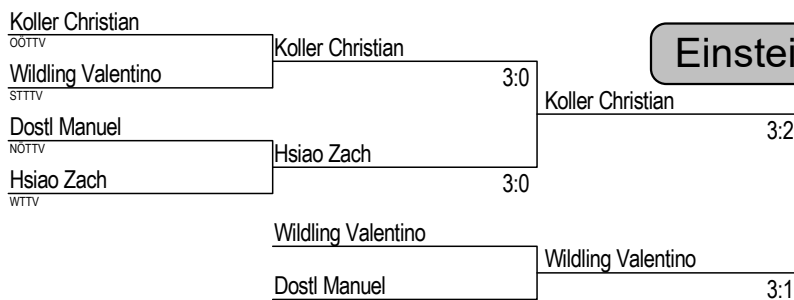 Koller Christian
OÖTTV
Koller Christian
Wildling Valentino
3:0
STTTV
Koller Christian
Dostl Manuel
3:2
NÖTTV
Hsiao Zach
Hsiao Zach
3:0
WTTV
Wildling Valentino
Wildling Valentino
Dostl Manuel
3:1